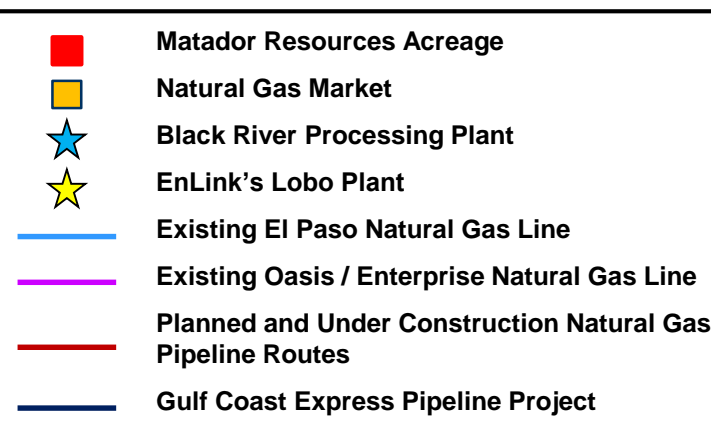 Matador Resources Acreage
Natural Gas Market
Black River Processing Plant
EnLink’s Lobo Plant
Existing El Paso Natural Gas Line
Existing Oasis / Enterprise Natural Gas Line
Planned and Under Construction Natural Gas
Pipeline Routes
Gulf Coast Express Pipeline Project